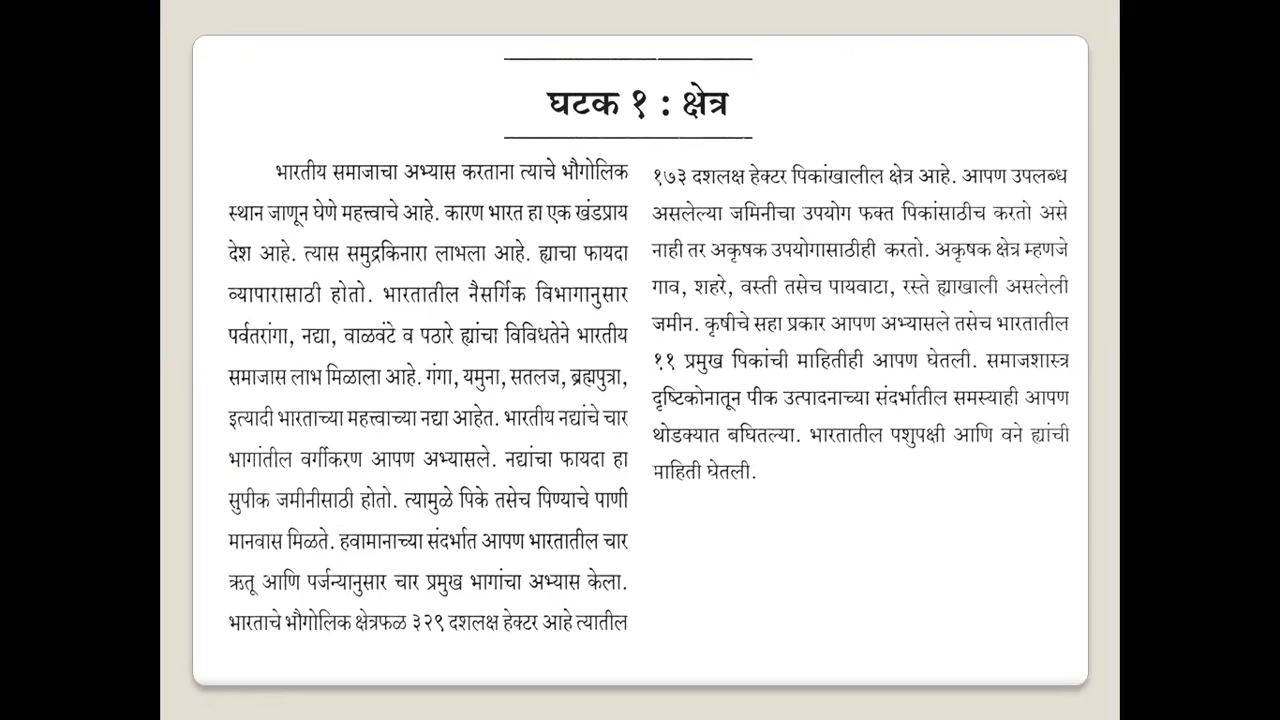 घटक १ : क्षेत्र
भारतीय समाजाचा अभ्यास करताना त्याचे भौगोलिक
स्थान जाणून घेणे महत्त्वाचे आहे. कारण भारत हा एक खंडप्राय
देश आहे. त्यास समुद्रकिनारा लाभला आहे. ह्याचा फायदा
व्यापारासाठी होतो. भारतातील नैसर्गिक विभागानुसार
पर्वतरांगा, नद्या, वाळवंटे व पठारे ह्यांचा विविधतेने भारतीय
समाजास लाभ मिळाला आहे. गंगा, यमुना, सतलज, ब्रह्मपुत्रा,
इत्यादी भारताच्या महत्त्वाच्या नद्या आहेत. भारतीय नद्यांचे चार
भागांतील वर्गीकरण आपण अभ्यासले. नद्यांचा फायदा हा
सुपीक जमीनीसाठी होतो. त्यामुळे पिके तसेच पिण्याचे पाणी
मानवास मिळते. हवामानाच्या संदर्भात आपण भारतातील चार
ऋतू आणि पर्जन्यानुसार चार प्रमुख भागांचा अभ्यास केला.
भारताचे भौगोलिक क्षेत्रफळ ३२९ दशलक्ष हेक्टर आहे त्यातील
१७३ दशलक्ष हेक्टर पिकांखालील क्षेत्र आहे. आपण उपलब्ध
असलेल्या जमिनीचा उपयोग फक्त पिकांसाठीच करतो असे
नाही तर अकृषक उपयोगासाठीही करतो. अकृषक क्षेत्र म्हणजे
गाव, शहरे, वस्ती तसेच पायवाटा, रस्ते ह्याखाली असलेली
जमीन. कृषीचे सहा प्रकार आपण अभ्यासले तसेच भारतातील
११ प्रमुख पिकांची माहितीही आपण घेतली. समाजशास्त्र
दृष्टिकोनातून पीक उत्पादनाच्या संदर्भातील समस्याही आपण
थोडक्यात बघितल्या. भारतातील पशुपक्षी आणि वने ह्यांची
माहिती घेतली.